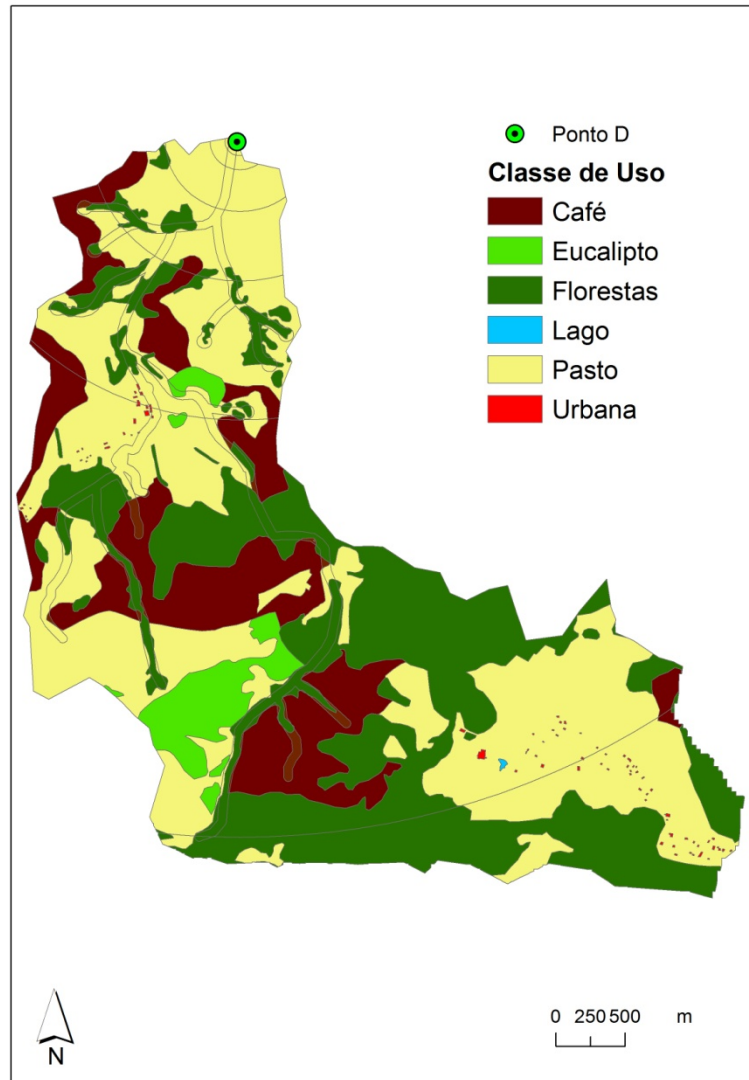 Ponto D
Classe de Uso
Café
Eucalipto
Florestas
Lago
Pasto
Urbana
N
0 250 500 m